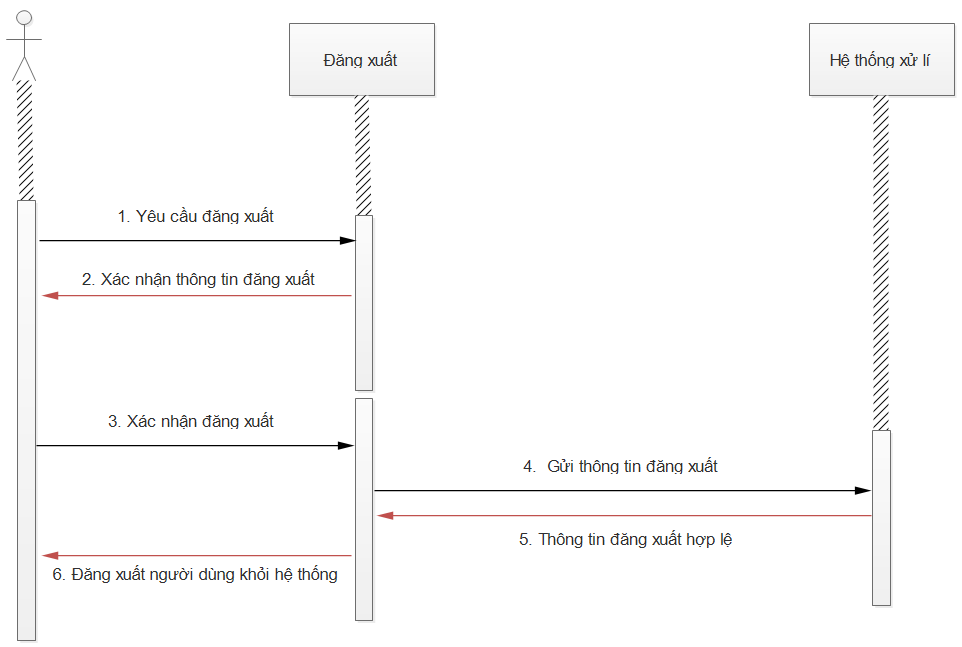 Đăng xuất
Hệ thống xử lí
1. Yêu cầu đăng xuất
2. Xác nhận thông tin đăng xuất
3. Xác nhận đăng xuất
4. Gửi thông tin đăng xuất
5. Thông tin đăng xuất hợp lệ
6. Đăng xuất người dùng khỏi hệ thống